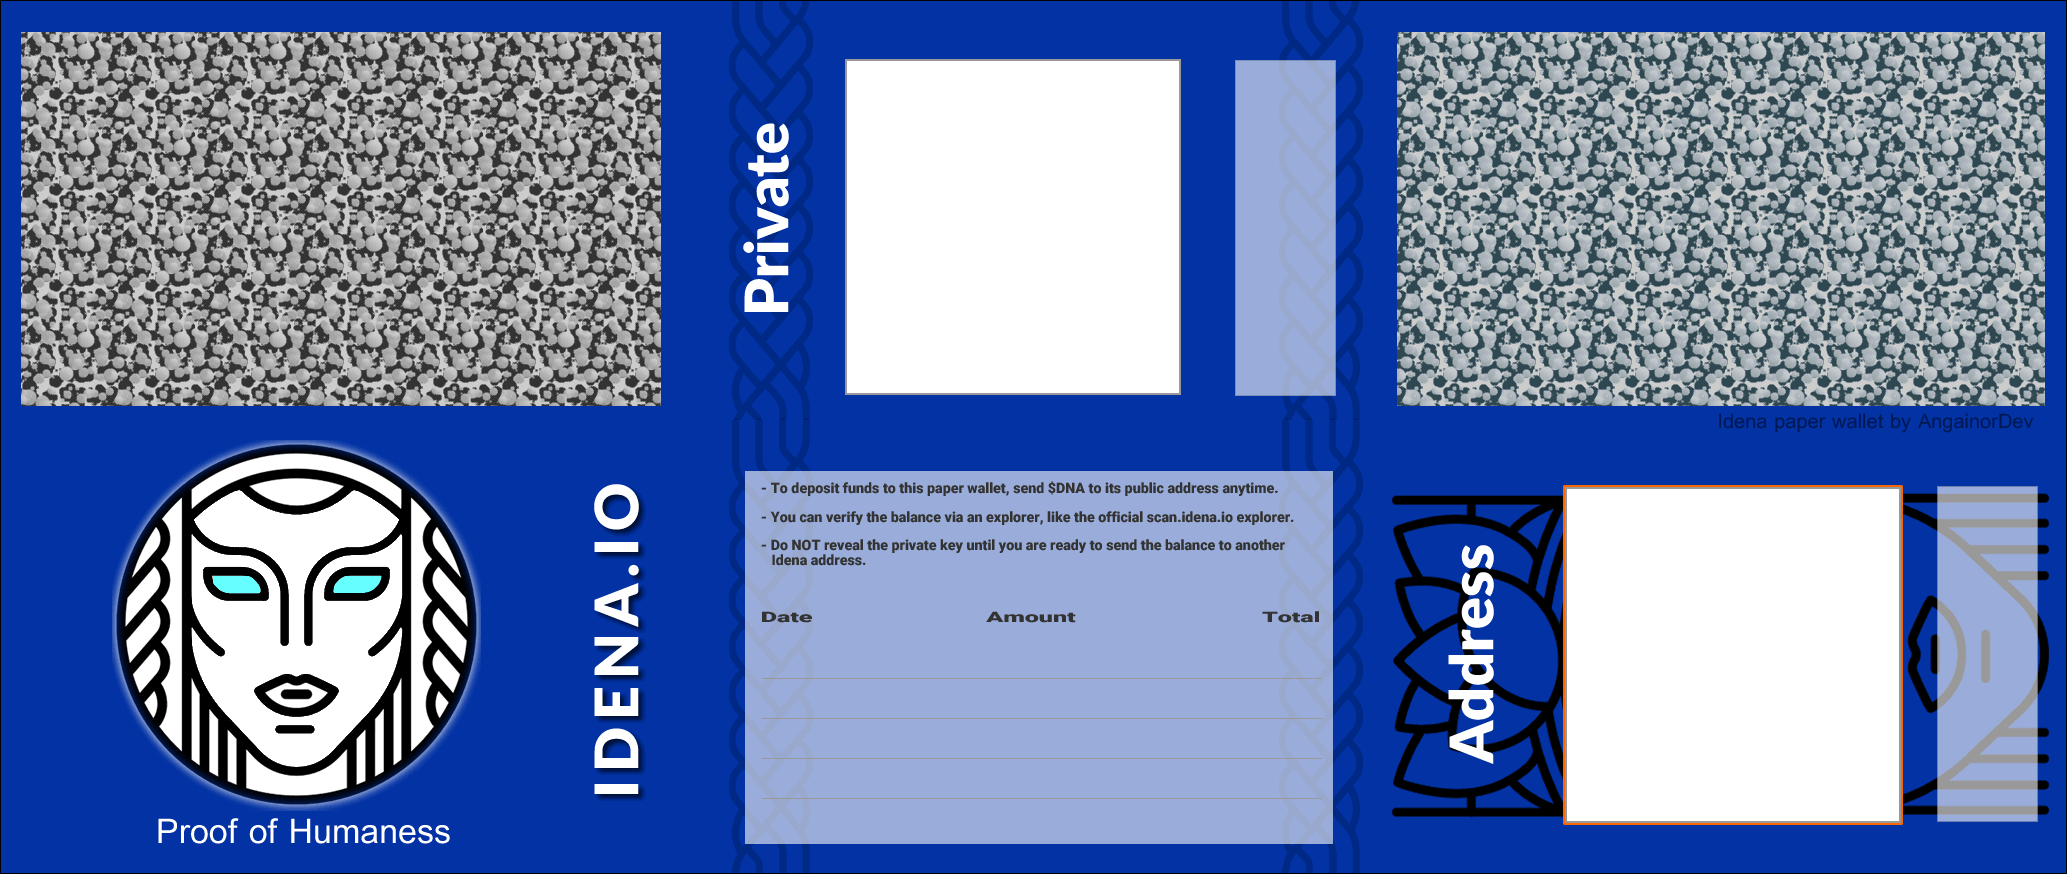 Private
Idena paper wallet by AngainorDev
IDENA.IO
Proof of Humaness
- To deposit funds to this paper wallet, send $DNA to its public address anytime.
- You can verify the balance via an explorer, like the official scan.idena.io explorer.
- Do NOT reveal the private key until you are ready to send the balance to another
Idena address.
Date Amount Total
Address